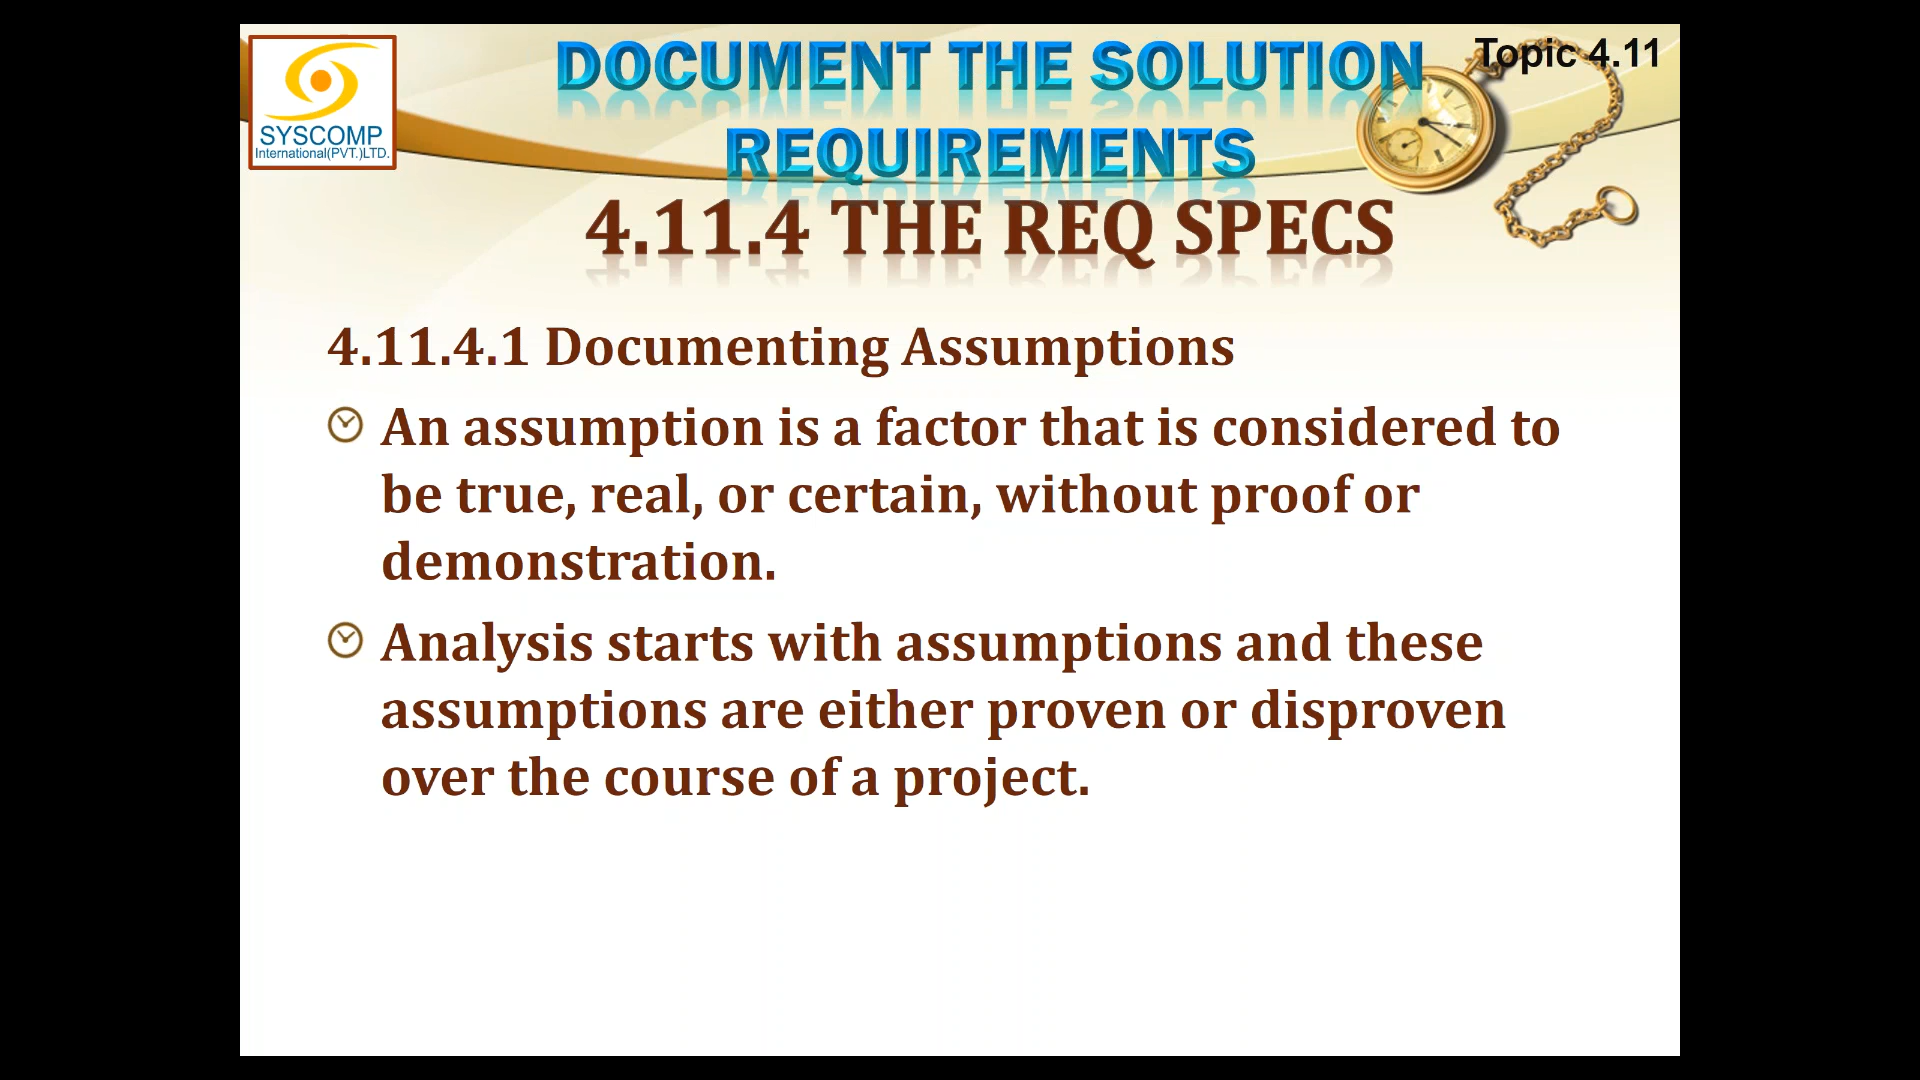 Topic 4.11
DOCUMENT THE SOLUTION
REQUIREMENTS
SYSCOMP
International(PVT.)LTD.
4.11.4 THE REQ SPECS
4.11.4.1 Documenting Assumptions
An assumption is a factor that is considered to
be true, real, or certain, without proof or
demonstration.
Analysis starts with assumptions and these
assumptions are either proven or disproven
over the course of a project.